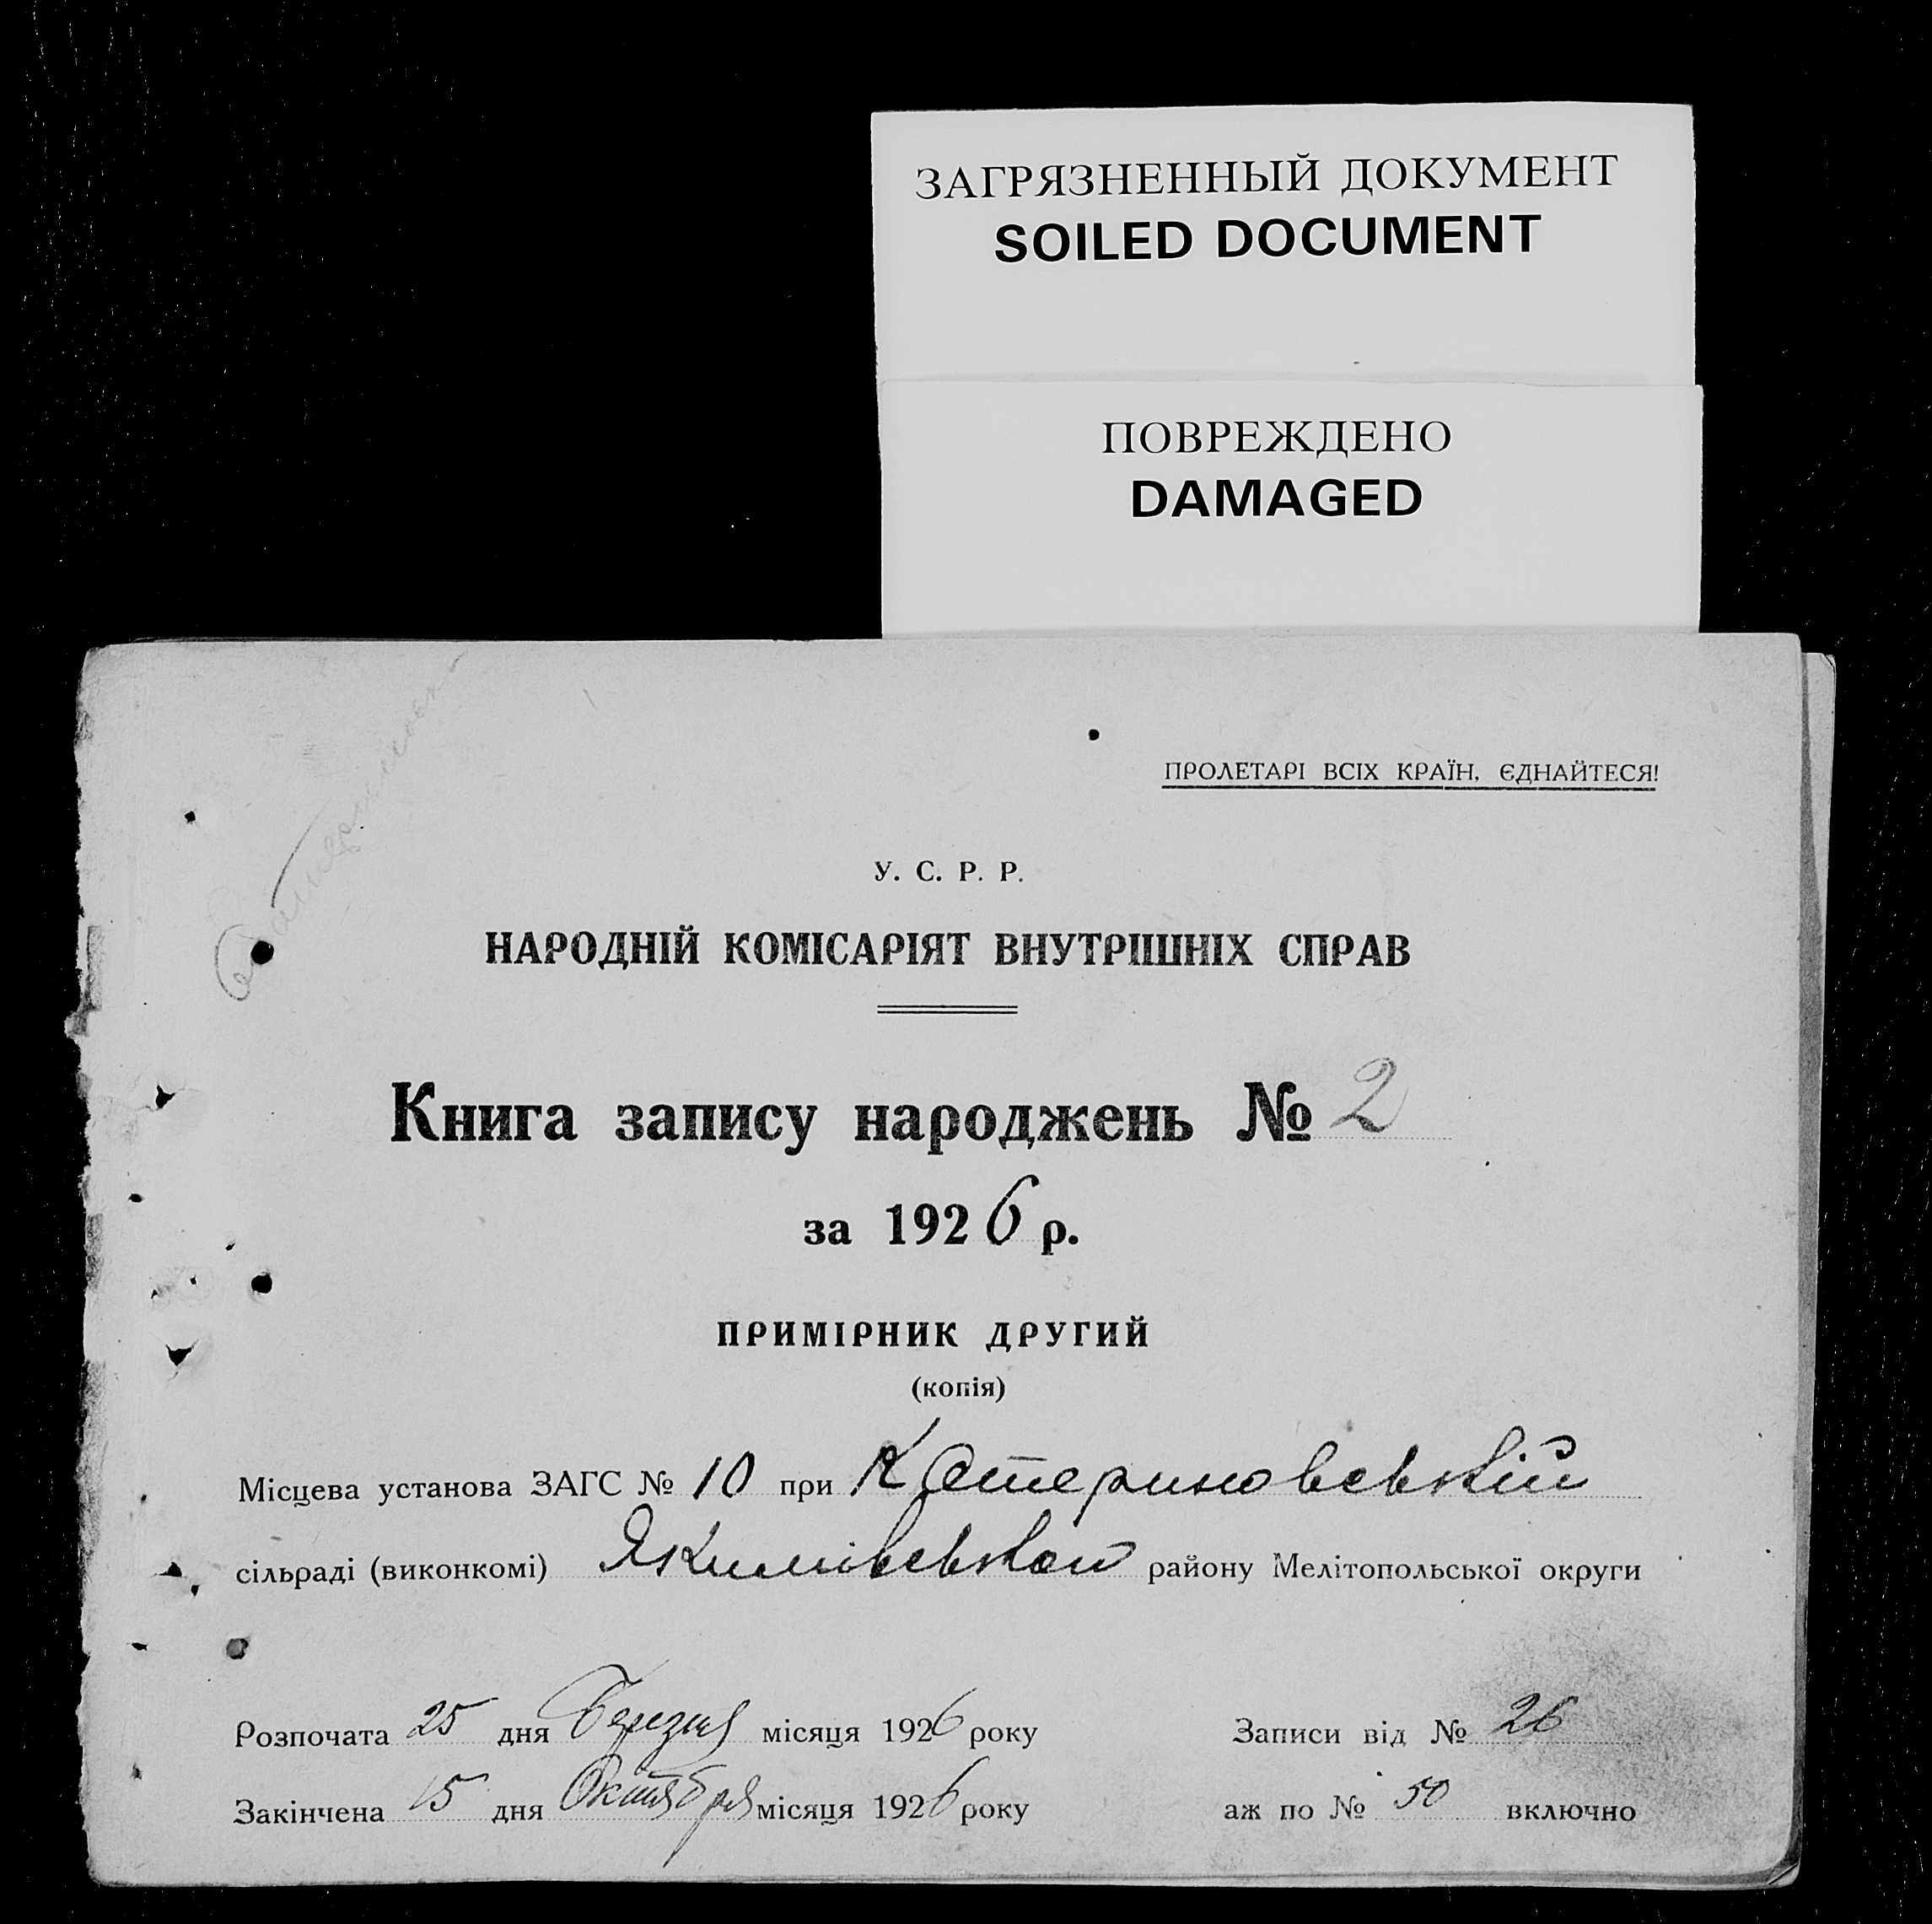 ЗАГРЯЗНЕННЫЙ ДОКУМЕНТ
SOILED DOCUMENT
ПОВРЕЖДЕНО
DAMAGED
ПРОЛЕТАРІ ВСІХ КРАЇН, ЄДНАЙТЕСЯ!
У. С. Р. Р.
НАРОДНІЙ КОМІСАРІЯТ ВНУТРІШНІХ СПРАВ
Книга запису народжень № 2
за 1926 р.
ПРИМІРНИК ДРУГИЙ
(копія)
Місцева установа ЗАГС № 10 при Катериновській
сільраді (виконкомі) Якимівської району Мелітопольської округи
Розпочата 25 дня Березня місяця 1926 року Записи від № 26
Закінчена 15 дня Октября місяця 1926 року аж по № 50 включно